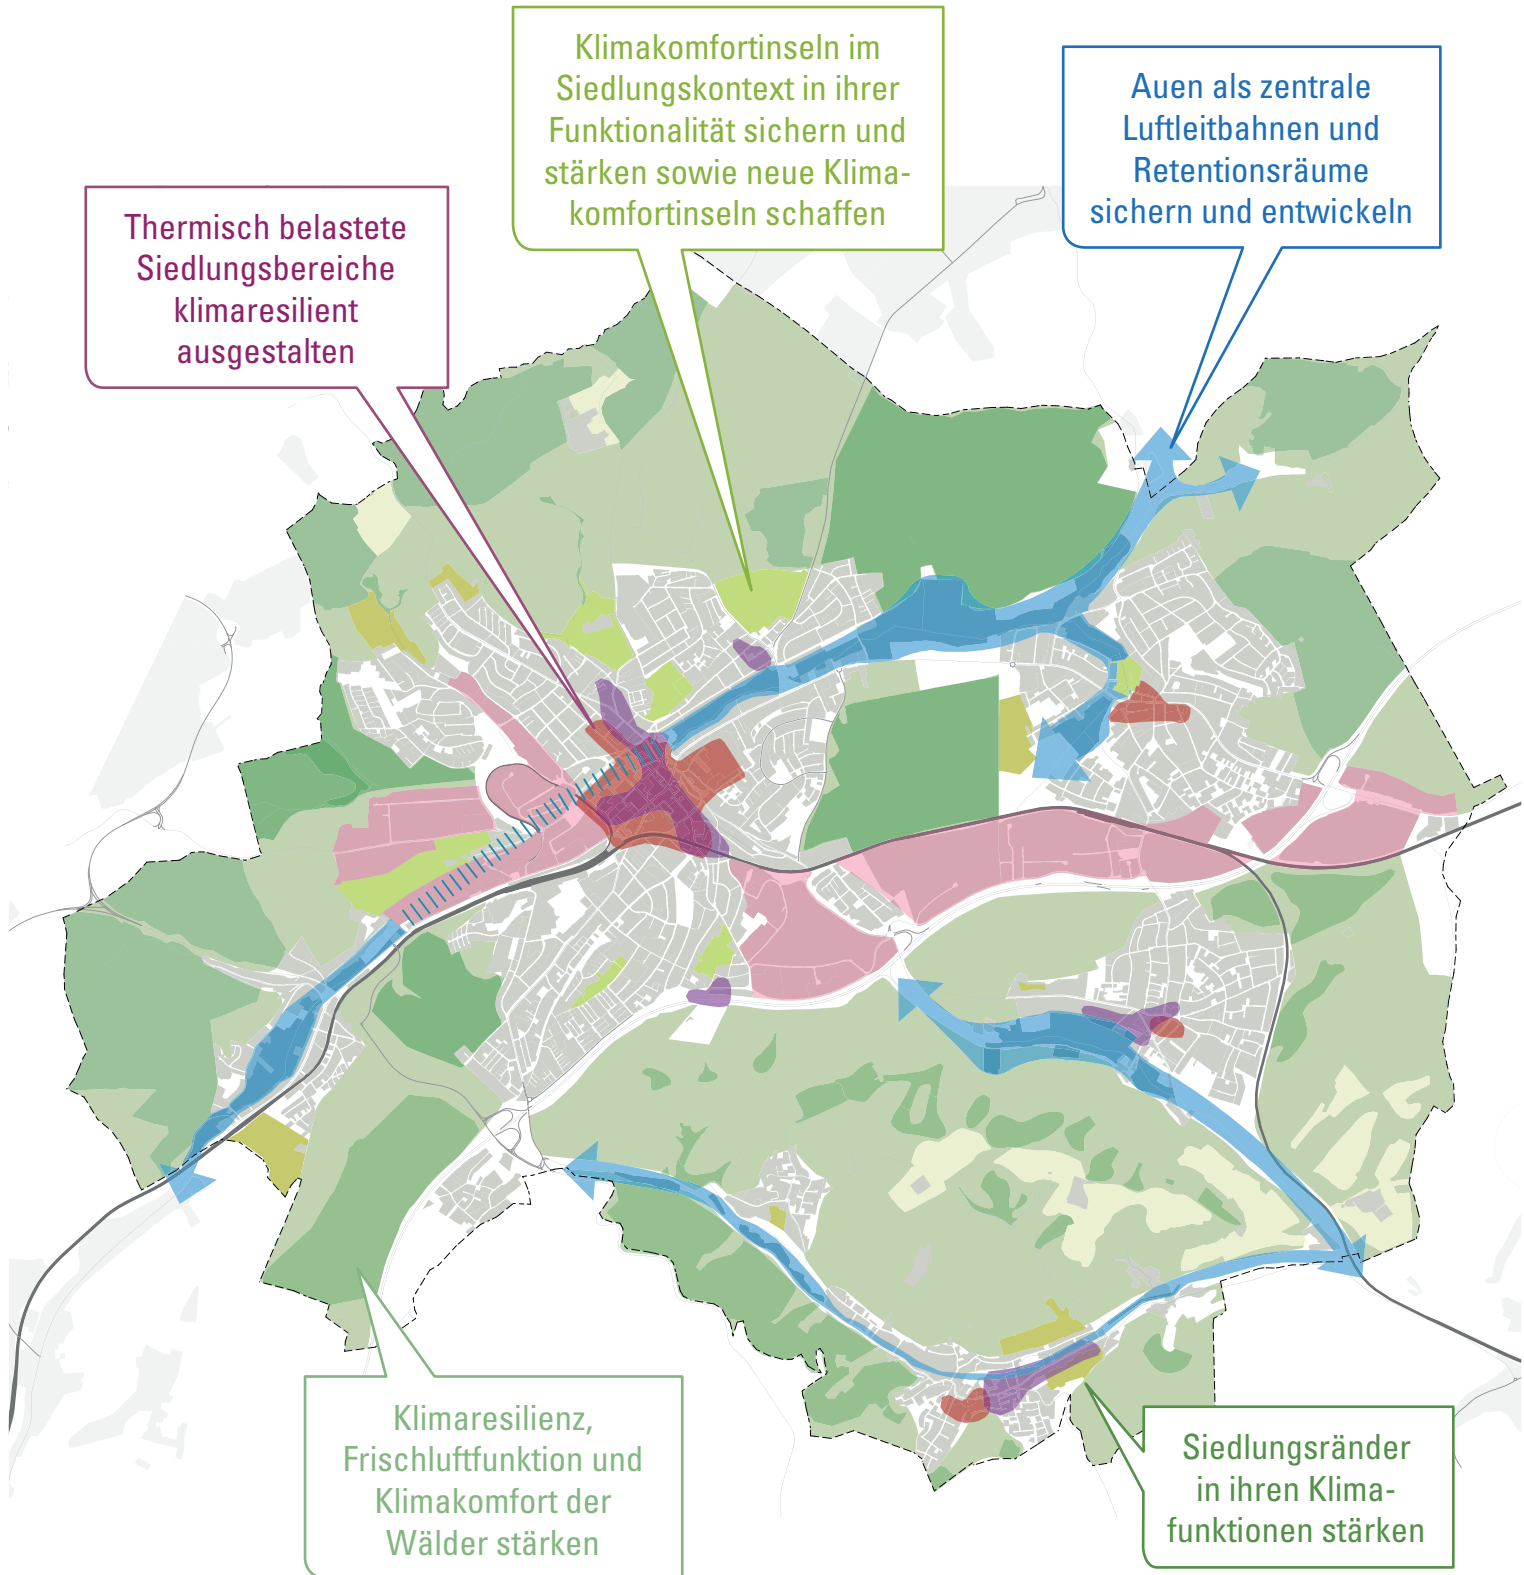 Klimakomfortinseln im
Siedlungskontext in ihrer
Funktionalität sichern und
stärken sowie neue Klima-
komfortinseln schaffen
Auen als zentrale
Luftleitbahnen und
Retentionsräume
sichern und entwickeln
Thermisch belastete
Siedlungsbereiche
klimaresilient
ausgestalten
Klimaresilienz,
Frischluftfunktion und
Klimakomfort der
Wälder stärken
Siedlungsränder
in ihren Klima-
funktionen stärken